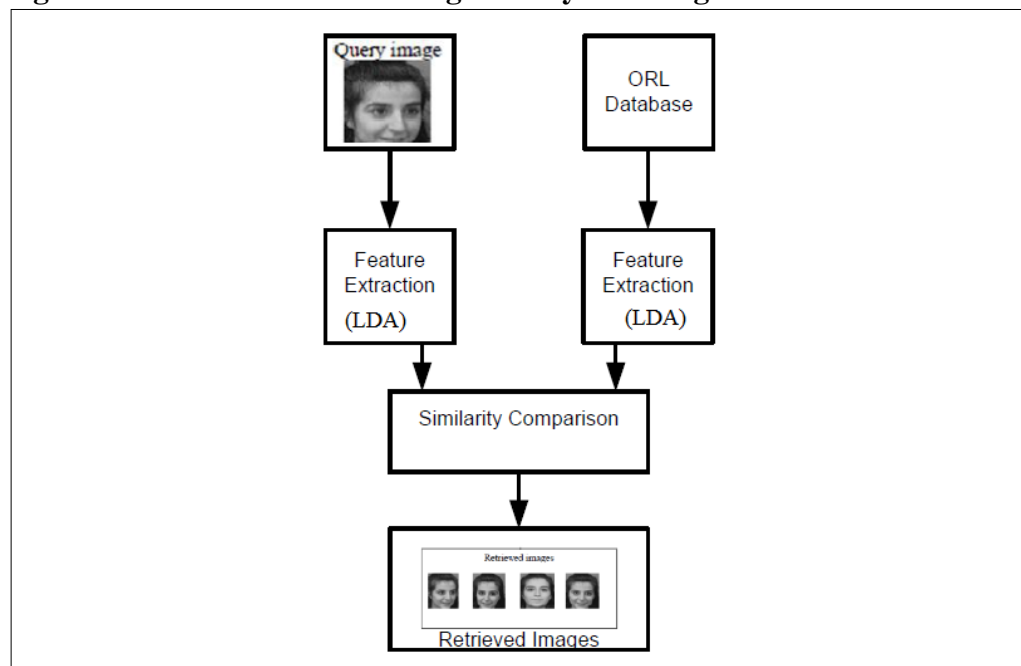 Query image
ORL
Database
Feature
Extraction
(LDA)
Feature
Extraction
(LDA)
Similarity Comparison
Retrieved images
Retrieved Images